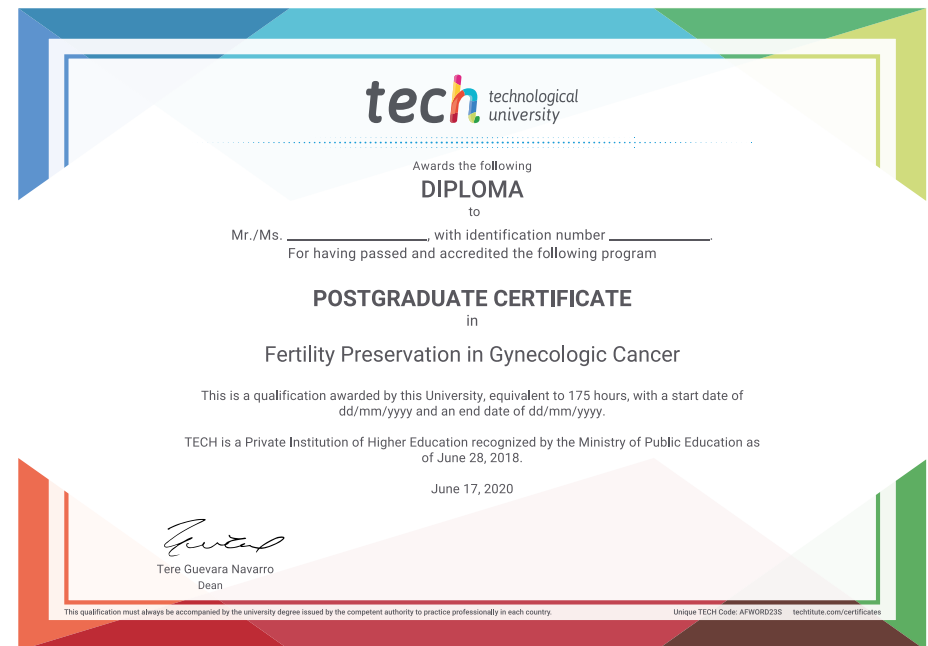 tech technological
university
Awards the following
DIPLOMA
to
Mr./Ms. ____________________, with identification number ______________.
For having passed and accredited the following program
POSTGRADUATE CERTIFICATE
in
Fertility Preservation in Gynecologic Cancer
This is a qualification awarded by this University, equivalent to 175 hours, with a start date of
dd/mm/yyyy and an end date of dd/mm/yyyy.
TECH is a Private Institution of Higher Education recognized by the Ministry of Public Education as
of June 28, 2018.
June 17, 2020
Tere Guevara Navarro
Dean
This qualification must always be accompanied by the university degree issued by the competent authority to practice professionally in each country.
Unique TECH Code: AFWORD23S techtitute.com/certificates